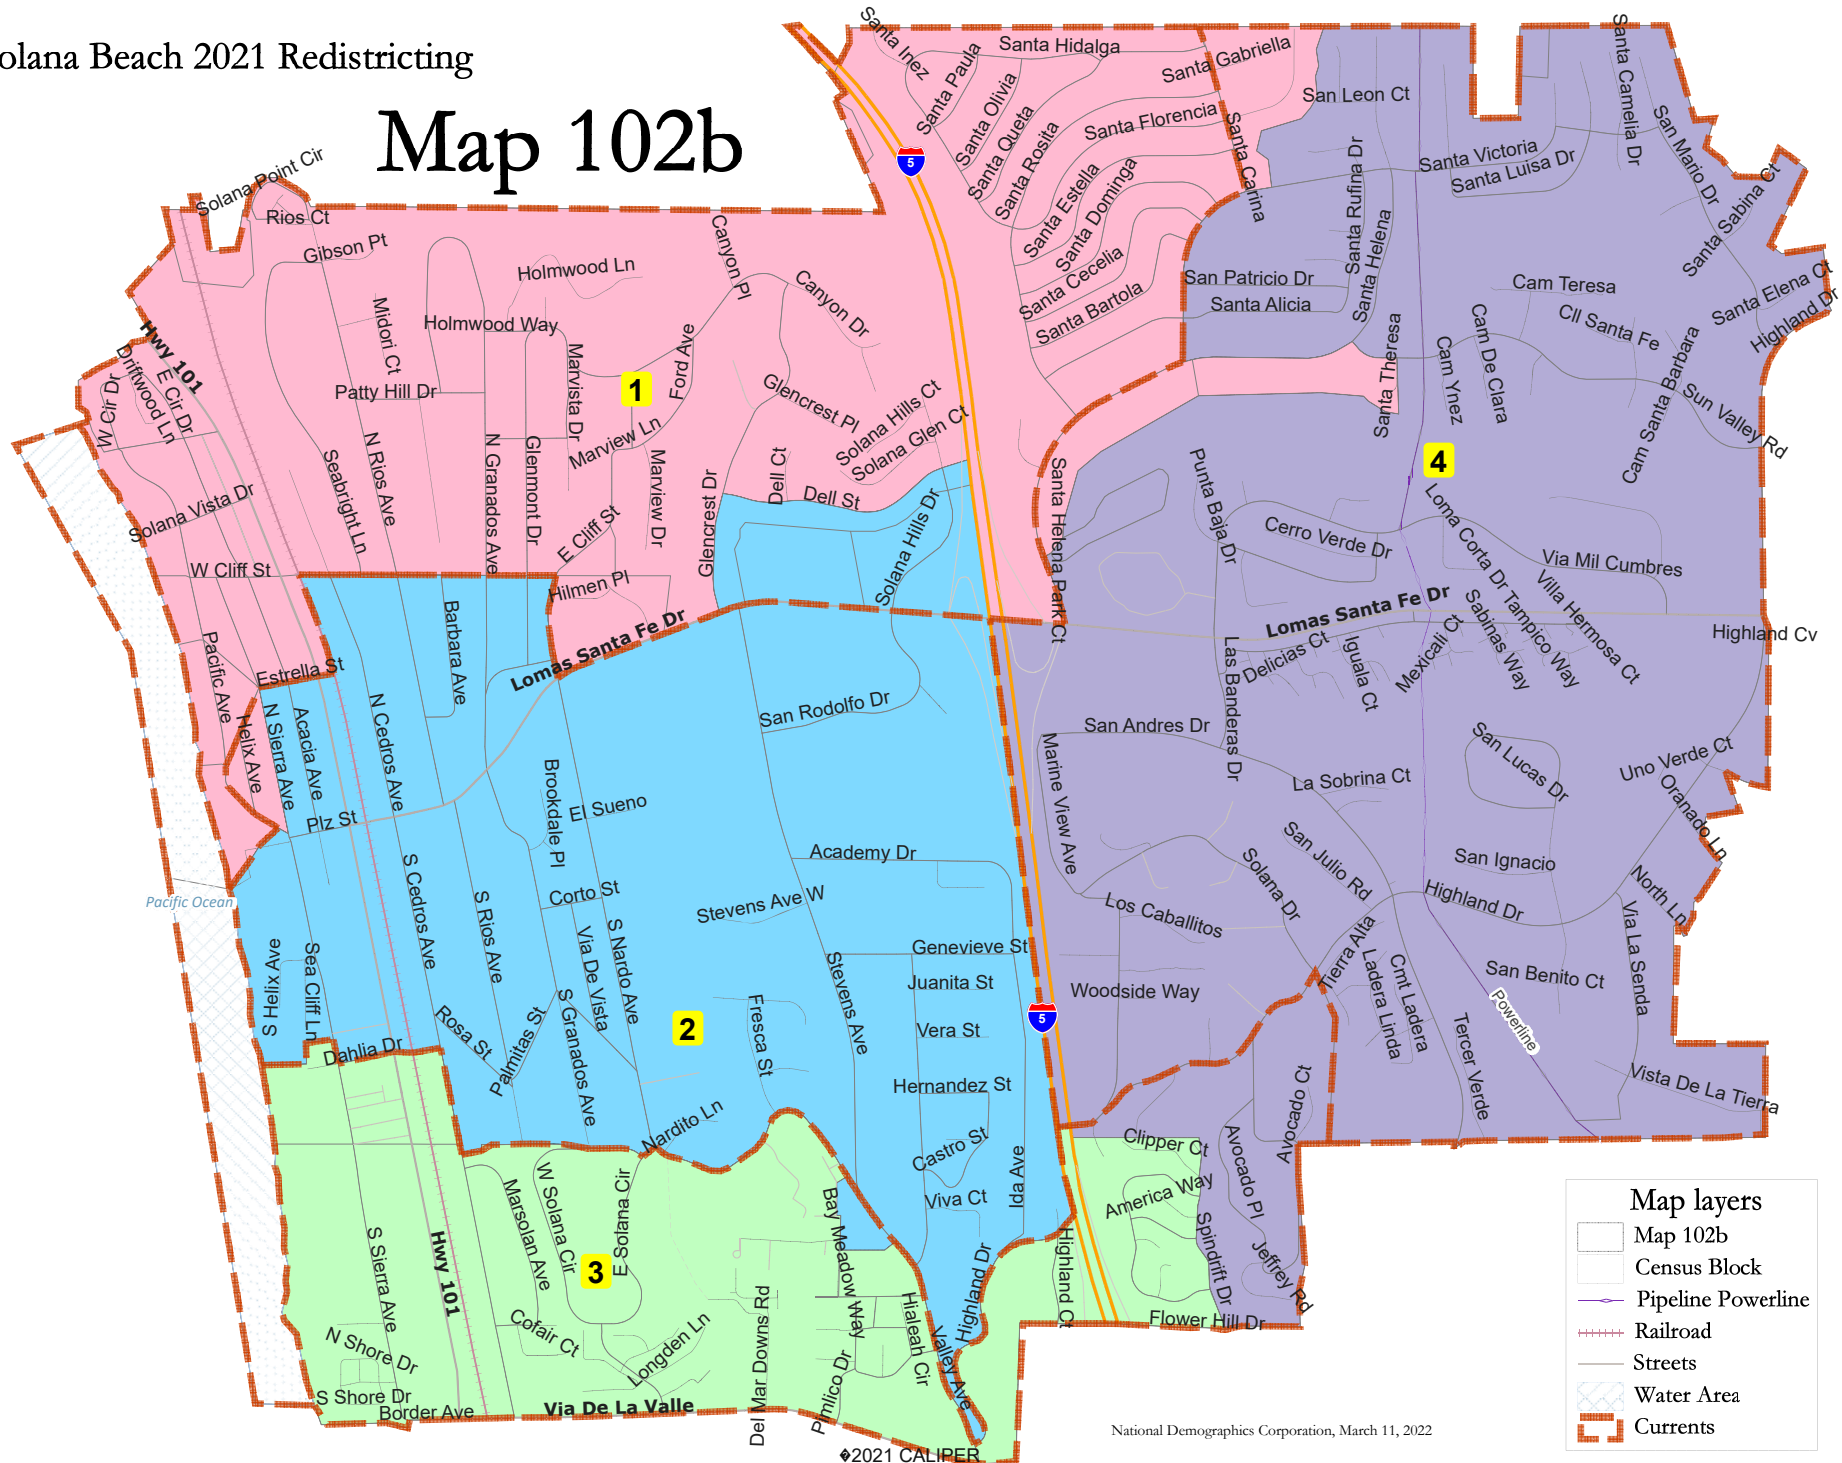 olana Beach 2021 Redistricting
Map 102b
Santa Inez
Santa Paula
Santa Hidalga
Santa Gabriella
Santa Olivia
Santa Queta
Santa Rosita
Santa Florencia
Santa Carina
San Leon Ct
Santa Camelia Dr
San Mario Dr
Santa Victoria
Santa Luisa Dr
Santa Rufina Dr
Santa Helena
Santa Sabina Ct
Santa Estella
Santa Dominga
Santa Cecelia
Santa Bartola
San Patricio Dr
Santa Alicia
Cam Teresa
Cll Santa Fe
Santa Elena Ct
Highland Dr
5
Solana Point Cir
Rios Ct
Gibson Pt
Holmwood Ln
Canyon Pl
Canyon Dr
Midori Ct
Holmwood Way
Hwy 101
Driftwood Ln
E Cir Dr
W Cir Dr
Patty Hill Dr
Marvista Dr
1
Ford Ave
Glencrest Pl
Solana Hills Ct
Solana Glen Ct
Marview Ln
Santa Theresa
Cam Ynez
Cam De Clara
Cam Santa Barbara
Sun Valley Rd
4
Seabright Ln
N Rios Ave
N Granados Ave
Glenmont Dr
Marview Dr
Glencrest Dr
Dell Ct
Dell St
Solana Vista Dr
E Cliff St
Solana Hills Dr
Santa Helena Park Ct
Punta Baja Dr
Cerro Verde Dr
Loma Corta Dr
Via Mil Cumbres
W Cliff St
Hilmen Pl
Lomas Santa Fe Dr
Lomas Santa Fe Dr
Tampico Way
Villa Hermosa Ct
Sabinas Way
Highland Cv
Barbara Ave
Pacific Ave
Estrella St
Delicias Ct
Iguala Ct
Mexicali Ct
Las Banderas Dr
Helix Ave
N Sierra Ave
Acacia Ave
N Cedros Ave
San Rodolfo Dr
San Andres Dr
Marine View Ave
San Lucas Dr
Uno Verde Ct
La Sobrina Ct
Oranado Ln
Brookdale Pl
El Sueno
Plz St
Academy Dr
San Julio Rd
San Ignacio
Solana Dr
Pacific Ocean
S Cedros Ave
S Rios Ave
Corto St
Stevens Ave W
Los Caballitos
Highland Dr
North Ln
S Helix Ave
Sea Cliff Ln
Via De Vista
S Nardo Ave
Genevieve St
Stevens Ave
Juanita St
Tierra Alta
Ladera Linda
Cmt Ladera
San Benito Ct
Via La Senda
Woodside Way
Powerline
Rosa St
Palmitas St
S Granados Ave
2
Fresca St
Vera St
5
Tercer Verde
Dahlia Dr
Hernandez St
Vista De La Tierra
Nardito Ln
Castro St
Clipper Ct
Avocado Ct
Avocado Pl
W Solana Cir
E Solana Cir
Marsolan Ave
Bay Meadow Way
Viva Ct
Ida Ave
America Way
Spindrift Dr
Jeffrey Rd
S Sierra Ave
Hwy 101
3
Highland Dr
Highland Ct
Hialeah Cir
Valley Ave
Flower Hill Dr
Del Mar Downs Rd
Pimlico Dr
Cofair Ct
Longden Ln
N Shore Dr
S Shore Dr
Border Ave
Via De La Valle
�2021 CALIPER
National Demographics Corporation, March 11, 2022
Map layers
Map 102b
Census Block
Pipeline Powerline
Railroad
Streets
Water Area
Currents